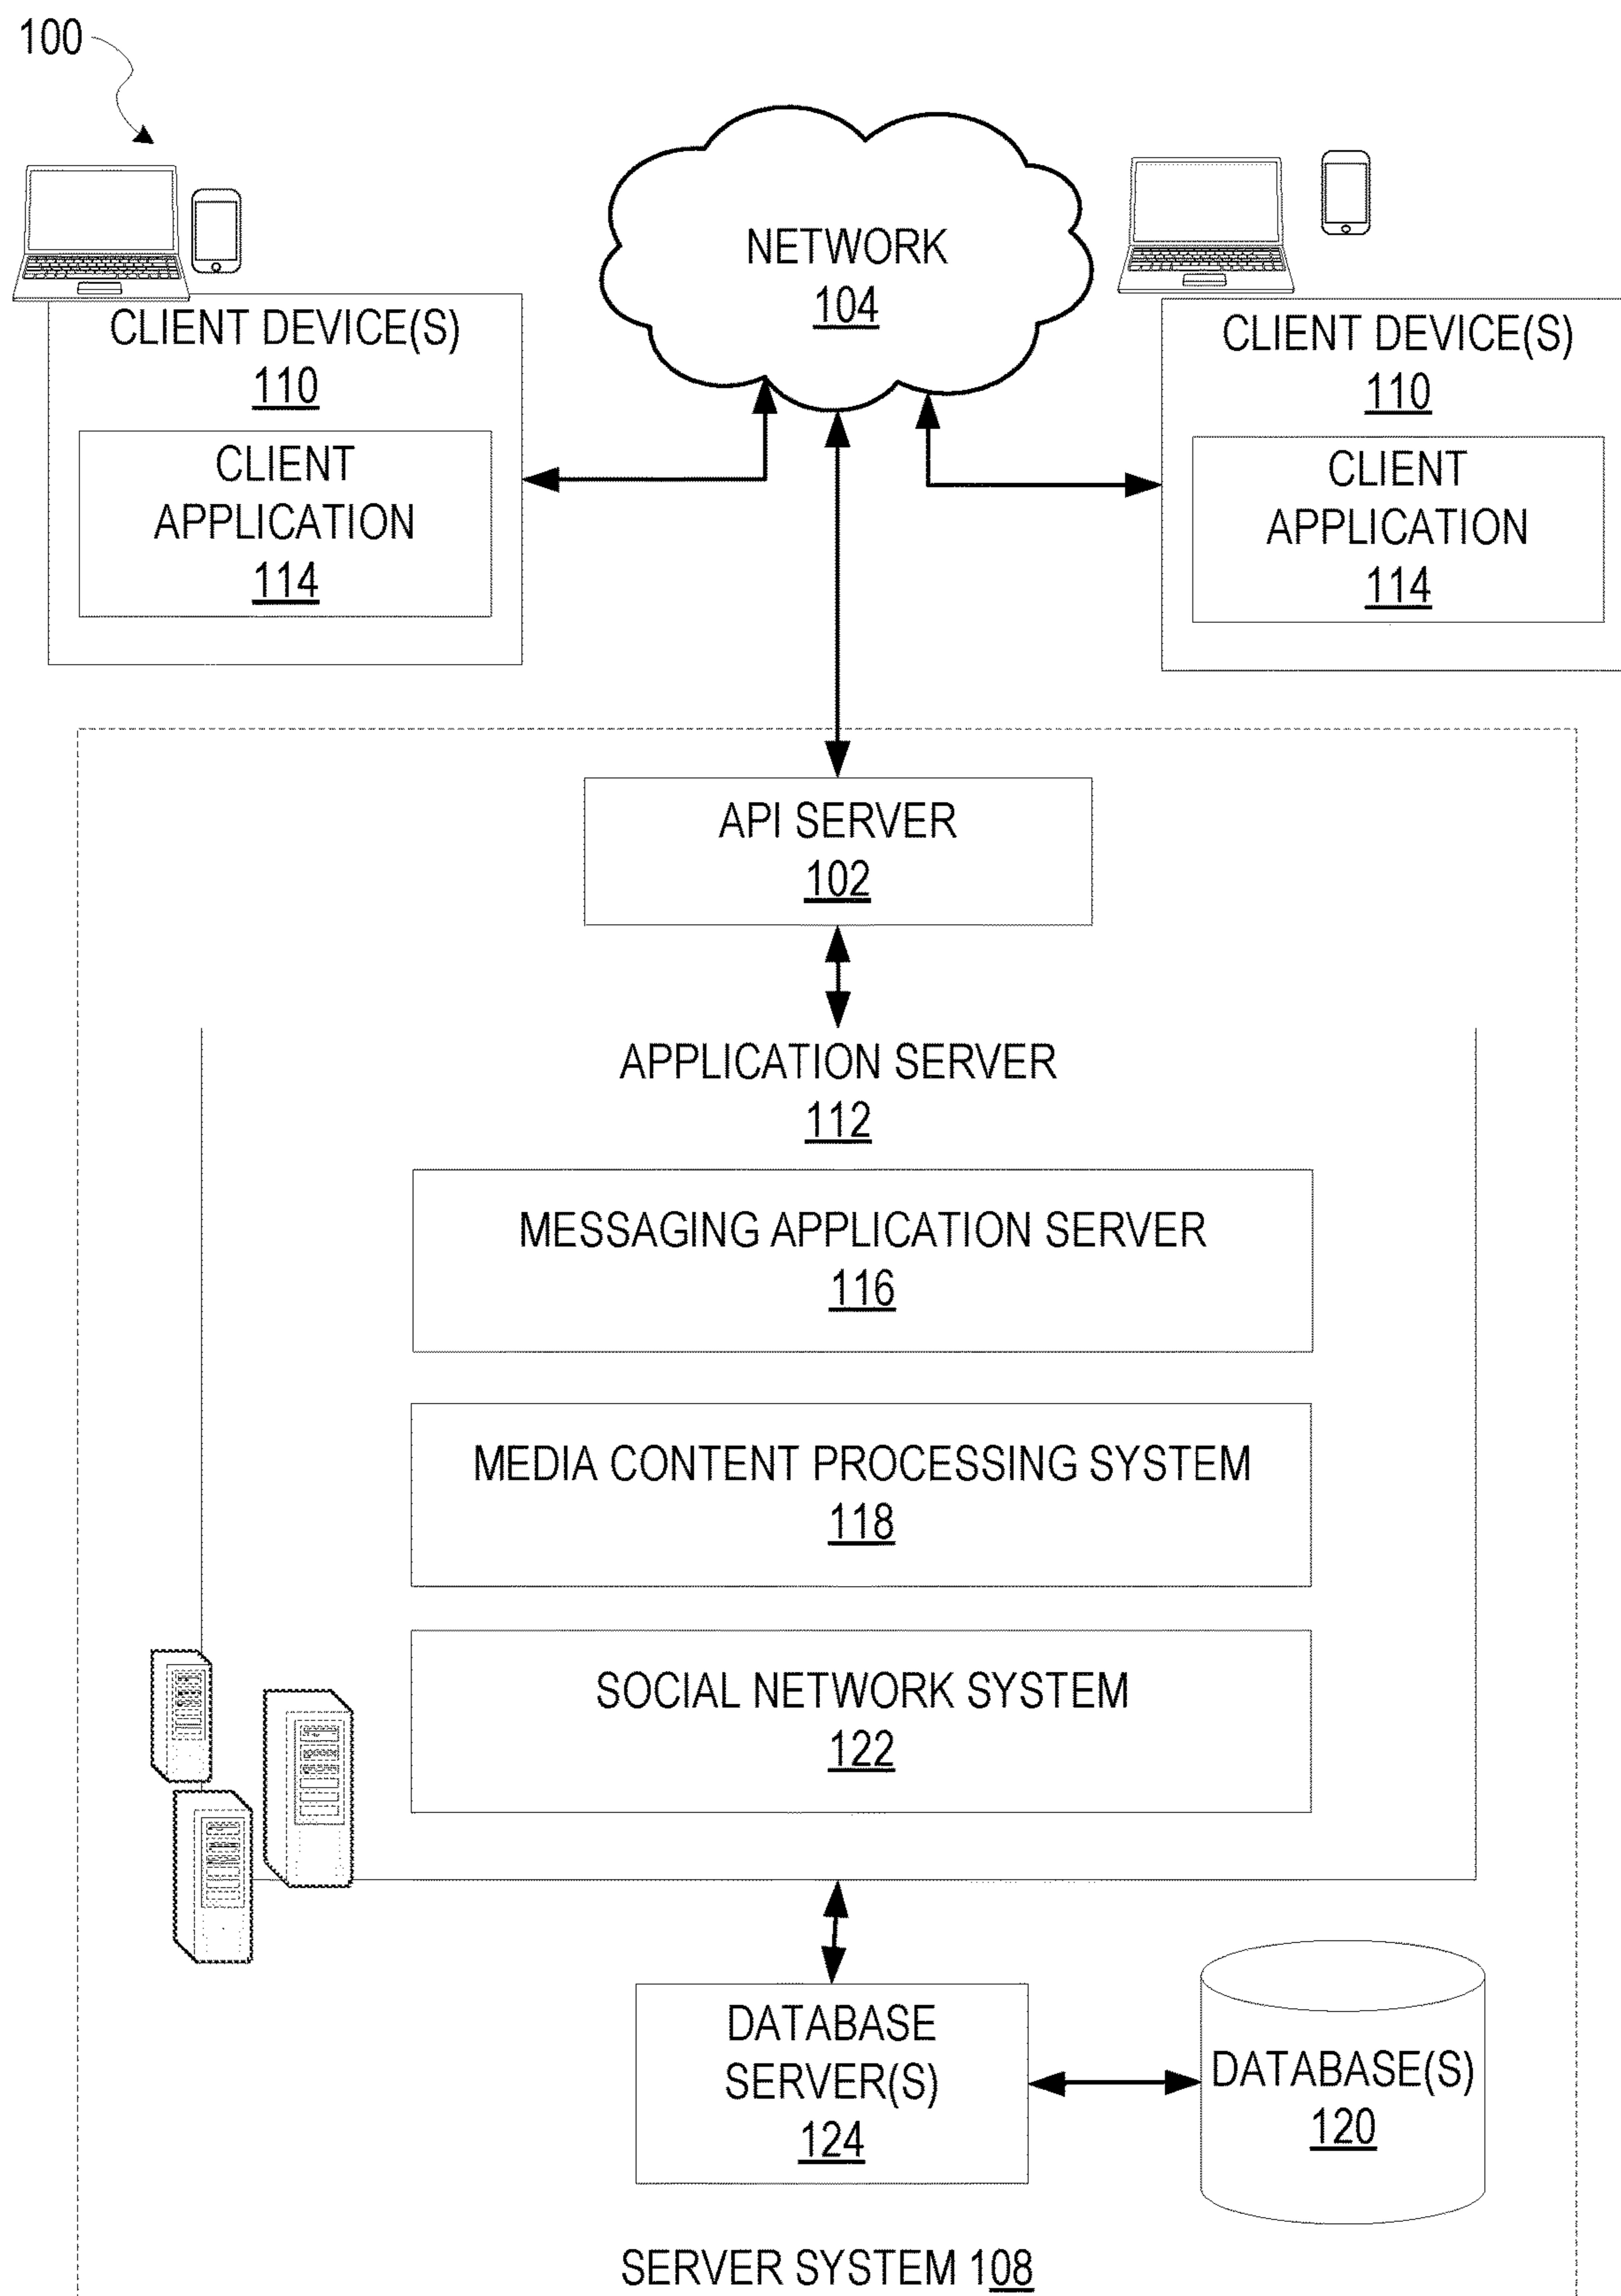 100
NETWORK
104
CLIENT DEVICE(S)
110
CLIENT
APPLICATION
114
CLIENT DEVICE(S)
110
CLIENT
APPLICATION
114
API SERVER
102
APPLICATION SERVER
112
MESSAGING APPLICATION SERVER
116
MEDIA CONTENT PROCESSING SYSTEM
118
SOCIAL NETWORK SYSTEM
122
DATABASE
SERVER(S)
124
DATABASE(S)
120
SERVER SYSTEM 108